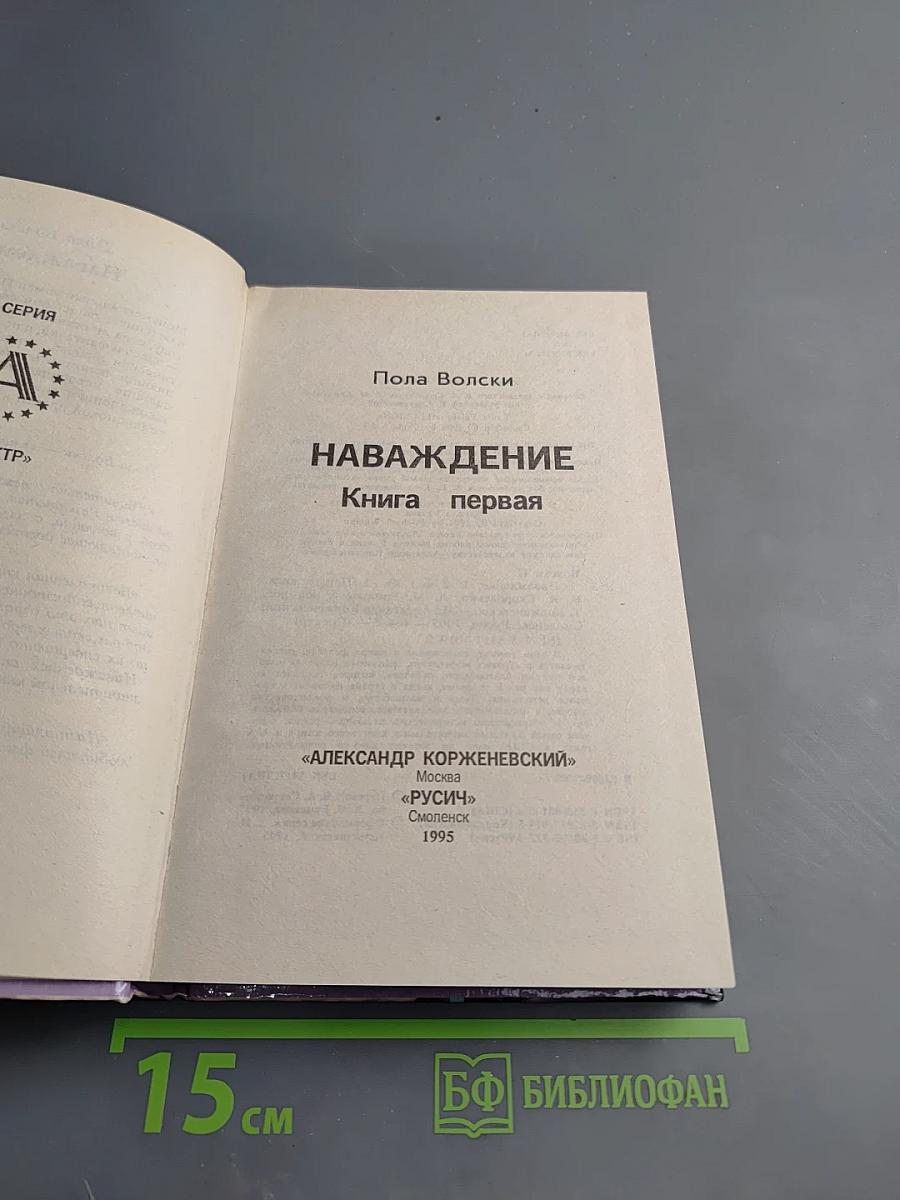 СЕРИЯ
Пола Волски
НАВАЖДЕНИЕ
Книга первая
«АЛЕКСАНДР КОРЖЕНЕВСКИЙ»
Москва
«РУСИЧ»
Смоленск
1995
15 см
БФ БИБЛИОФАН